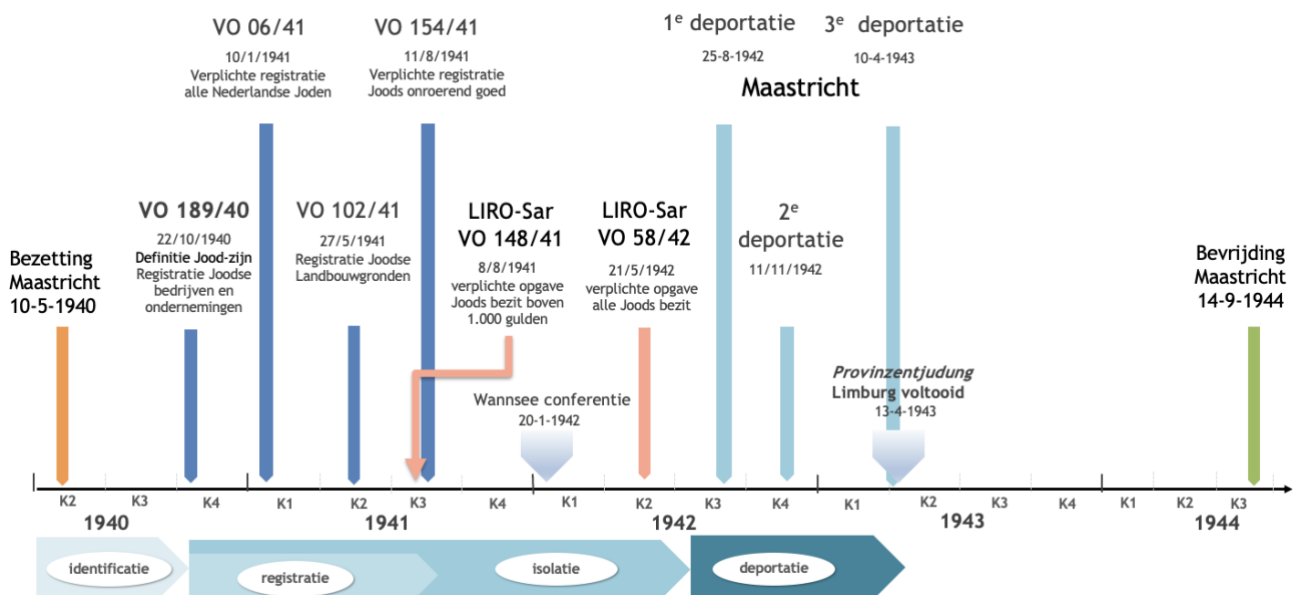 VO 06/41
10/1/1941
Verplichte registratie
alle Nederlandse Joden
VO 154/41
11/8/1941
Verplichte registratie
Joods onroerend goed
1e deportatie
25-8-1942
3e deportatie
10-4-1943
Maastricht
Bezetting
Maastricht
10-5-1940
VO 189/40
22/10/1940
Definitie Jood-zijn
Registratie Joodse
bedrijven en
ondernemingen
VO 102/41
27/5/1941
Registratie Joodse
Landbouwgronden
LIRO-Sar
VO 148/41
8/8/1941
verplichte opgave
Joods bezit boven
1.000 gulden
LIRO-Sar
VO 58/42
21/5/1942
verplichte opgave
alle Joods bezit
2e
deportatie
11/11/1942
Bevrijding
Maastricht
14-9-1944
Wannsee conferentie
20-1-1942
Provinzentjudung
Limburg voltooid
13-4-1943
K2 K3 K4 K1 K2 K3 K4 K1 K2 K3 K4 K1 K2 K3 K4 K1 K2 K3
1940 1941 1942 1943 1944
identificatie registratie isolatie deportatie